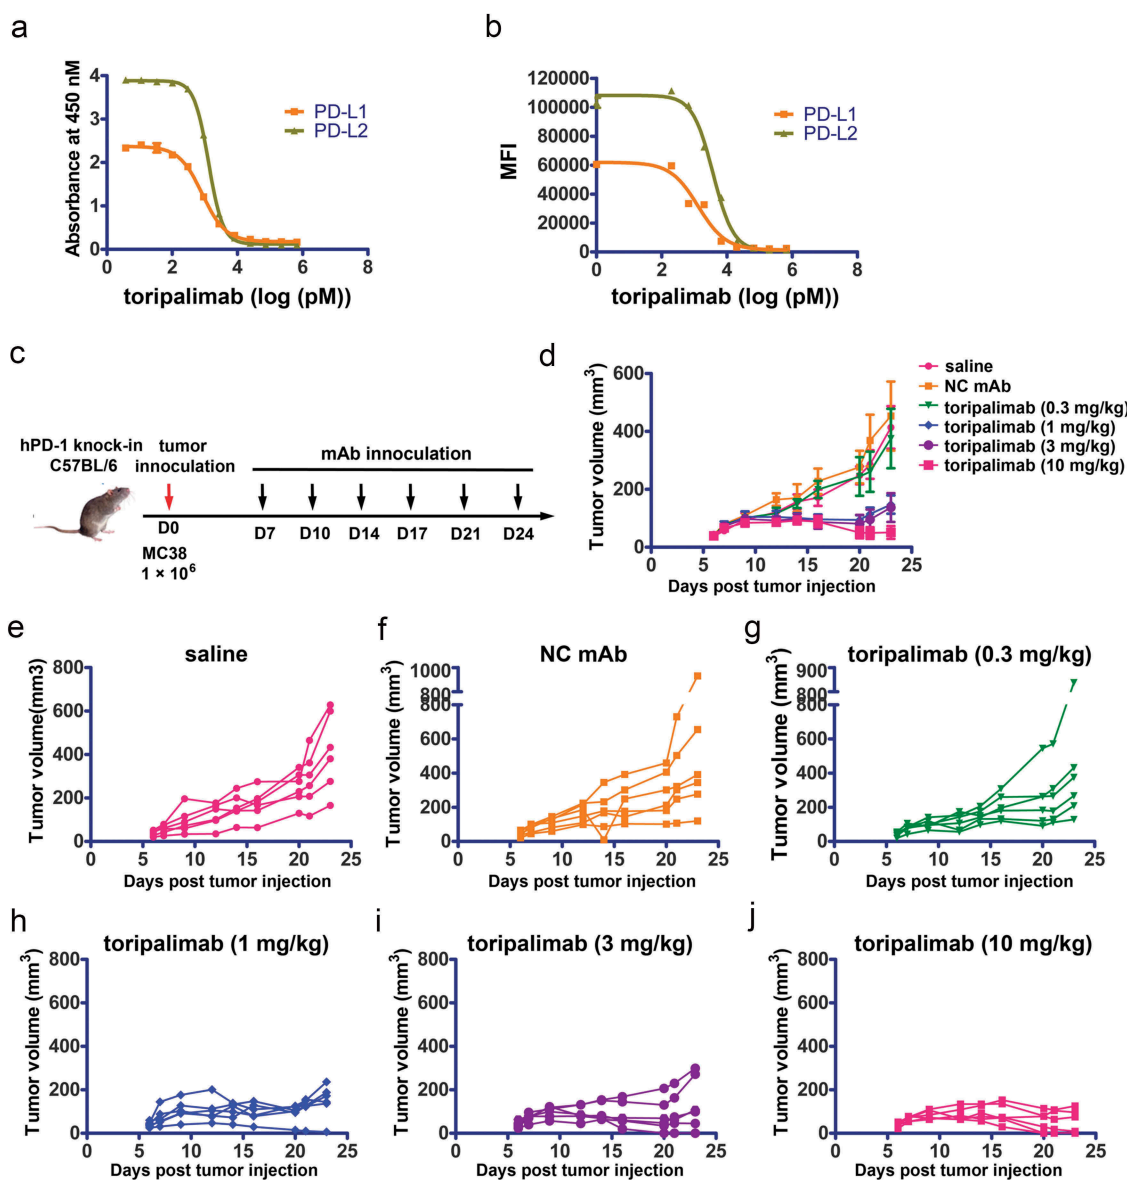 a
Absorbance at 450 nM
4
3
2
1
0
0 2 4 6 8
toripalimab (log (pM))
PD-L1
PD-L2
b
MFI
120000
100000
80000
60000
40000
20000
0
0 2 4 6 8
toripalimab (log (pM))
PD-L1
PD-L2
c
hPD-1 knock-in
C57BL/6
tumor
innoculation
mAb innoculation
D0
D7 D10 D14 D17 D21 D24
MC38
1 × 10⁶
d
Tumor volume (mm³)
600
400
200
0
0 5 10 15 20 25
Days post tumor injection
saline
NC mAb
toripalimab (0.3 mg/kg)
toripalimab (1 mg/kg)
toripalimab (3 mg/kg)
toripalimab (10 mg/kg)
e
saline
Tumor volume(mm3)
800
600
400
200
0
0 5 10 15 20 25
Days post tumor injection
f
NC mAb
Tumor volume (mm³)
1000
800
800
600
400
200
0
0 5 10 15 20 25
Days post tumor injection
g
toripalimab (0.3 mg/kg)
Tumor volume (mm³)
900
800
800
600
400
200
0
0 5 10 15 20 25
Days post tumor injection
h
toripalimab (1 mg/kg)
Tumor volume (mm³)
800
600
400
200
0
0 5 10 15 20 25
Days post tumor injection
i
toripalimab (3 mg/kg)
Tumor volume (mm³)
800
600
400
200
0
0 5 10 15 20 25
Days post tumor injection
j
toripalimab (10 mg/kg)
Tumor volume (mm³)
800
600
400
200
0
0 5 10 15 20 25
Days post tumor injection